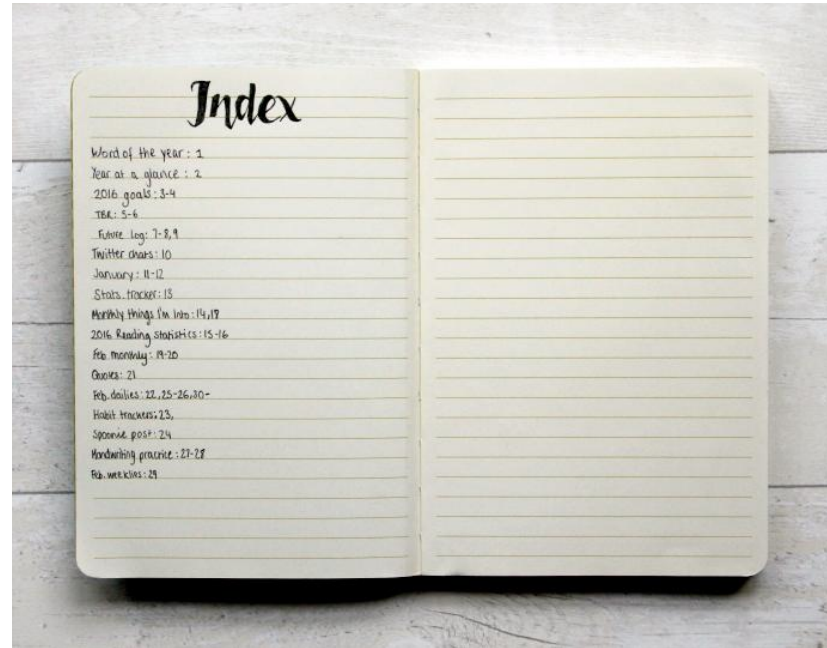 Index
Word of the year: 1
Year at a glance: 2
2016 goals: 3-4
TBR: 5-6
Future log: 7-8,9
Twitter chats: 10
January: 11-12
Stats. tracker: 13
Monthly things I'm into: 14,
2016 Reading statistics: 15-16
Feb. monthly: 19-20
Quotes: 21
Feb. dailies: 22,25-26,30-
Habit trackers: 23,
Spoonie post: 24
Handwriting practice: 27-28
Feb. weeklies: 29